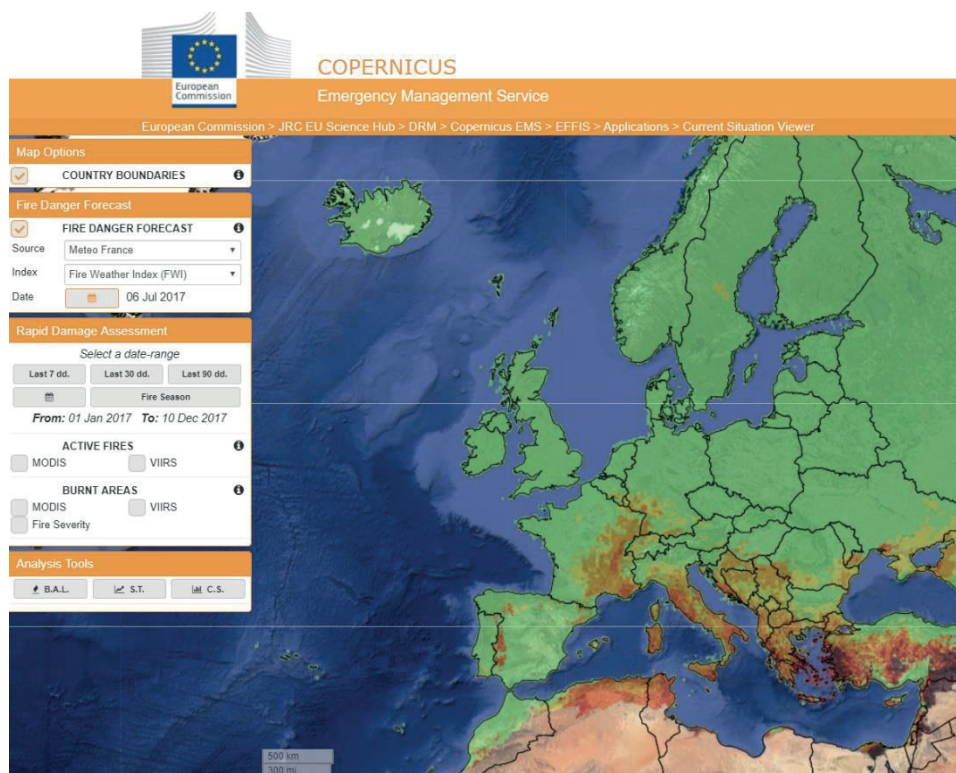 European
Commission
COPERNICUS
Emergency Management Service
European Commission > JRC EU Science Hub > DRM > Copernicus EMS > EFFIS > Applications > Current Situation Viewer
Map Options
COUNTRY BOUNDARIES
Fire Danger Forecast
FIRE DANGER FORECAST
Source Meteo France
Index Fire Weather Index (FWI)
Date 06 Jul 2017
Rapid Damage Assessment
Select a date-range
Last 7 dd. Last 30 dd. Last 90 dd.
Fire Season
From: 01 Jan 2017 To: 10 Dec 2017
ACTIVE FIRES
MODIS VIIRS
BURNT AREAS
MODIS VIIRS
Fire Severity
Analysis Tools
B.A.L. S.T. C.S.
500 km
300 mi